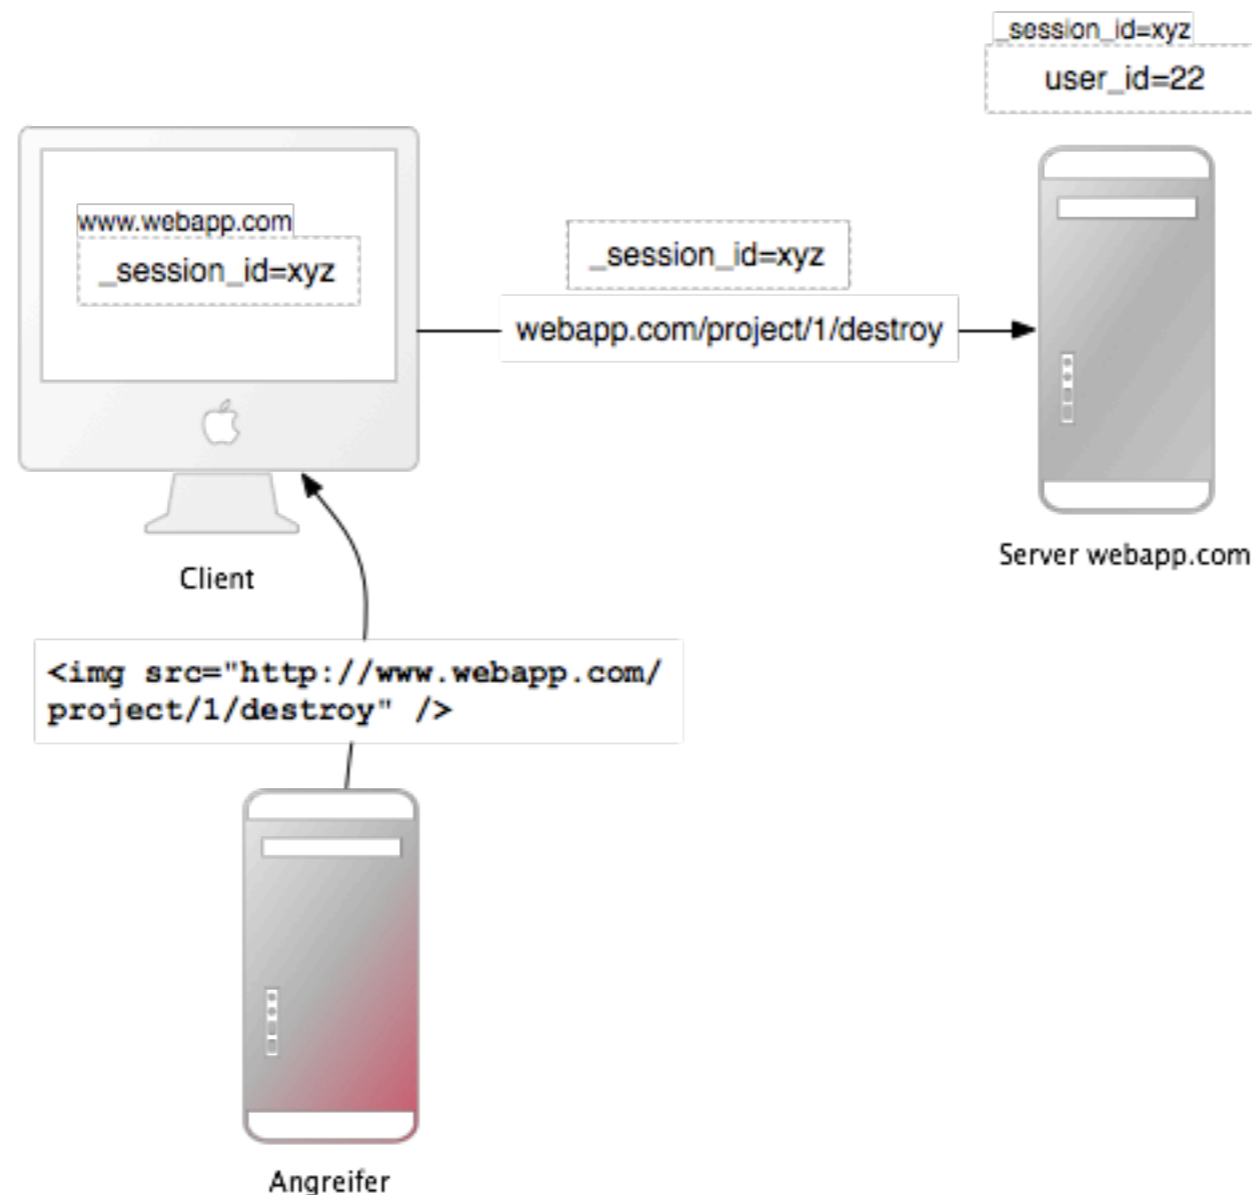 _session_id=xyz
user_id=22
www.webapp.com
_session_id=xyz
_session_id=xyz
webapp.com/project/1/destroy
Server webapp.com
Client
<img src="http://www.webapp.com/
project/1/destroy" />
Angreifer